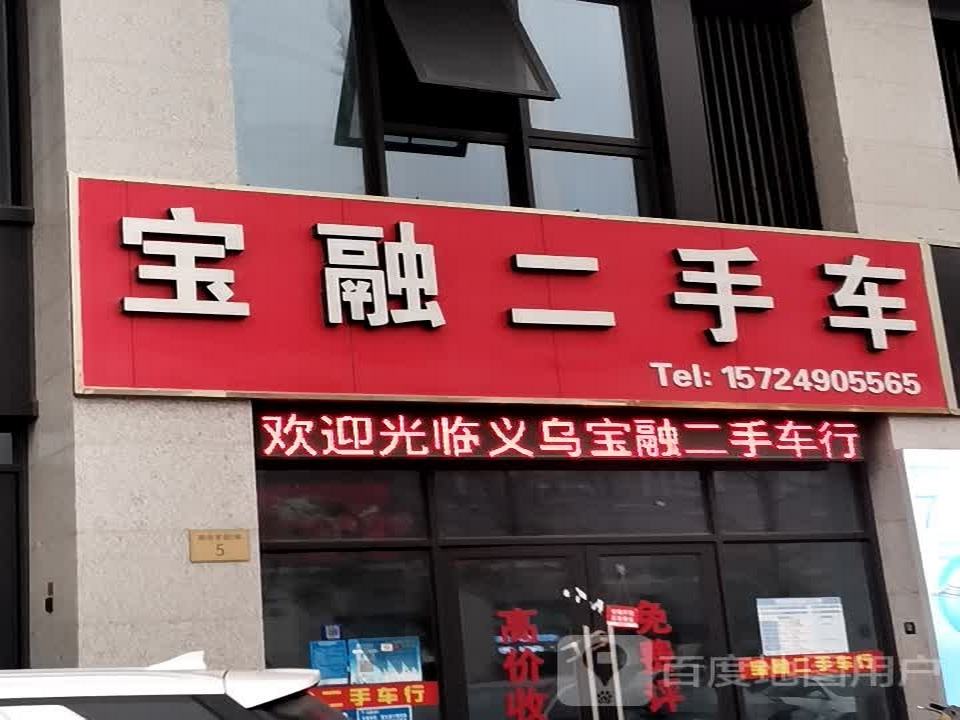 宝融二手车
Tel: 15724905565
欢迎光临义乌宝融二手车行
5
高价收
免
评
宝融二手车行
二手车行
百度地图用户